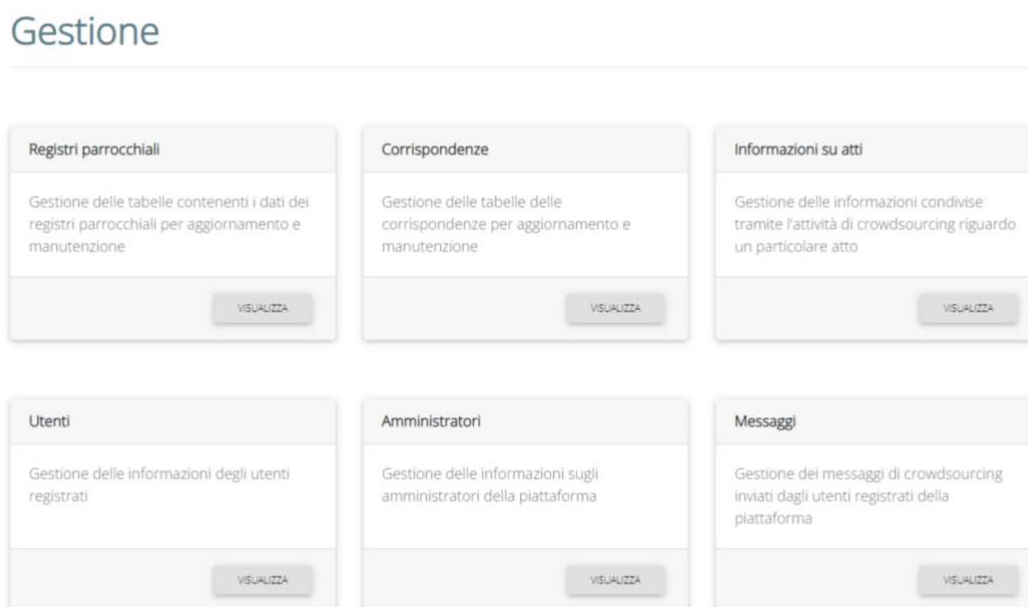 Gestione
Registri parrocchiali
Gestione delle tabelle contenenti i dati dei
registri parrocchiali per aggiornamento e
manutenzione
VISUALIZZA
Corrispondenze
Gestione delle tabelle delle
corrispondenze per aggiornamento e
manutenzione
VISUALIZZA
Informazioni su atti
Gestione delle informazioni condivise
tramite l'attività di crowdsourcing riguardo
un particolare atto
VISUALIZZA
Utenti
Gestione delle informazioni degli utenti
registrati
VISUALIZZA
Amministratori
Gestione delle informazioni sugli
amministratori della piattaforma
VISUALIZZA
Messaggi
Gestione dei messaggi di crowdsourcing
inviati dagli utenti registrati della
piattaforma
VISUALIZZA